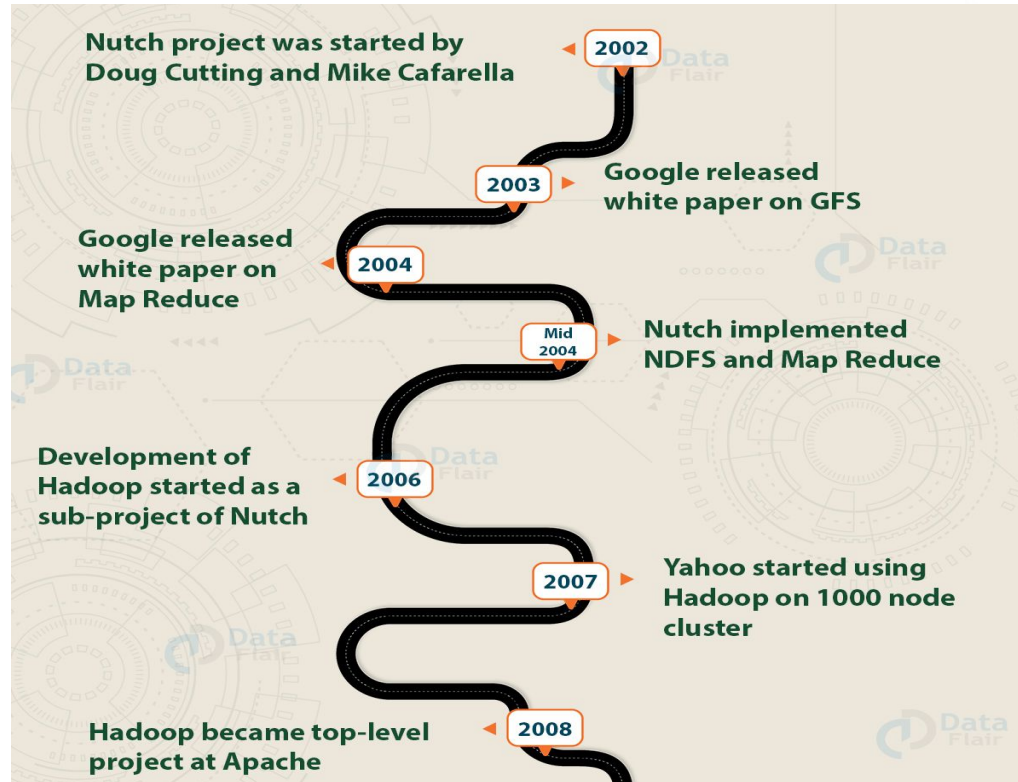 2002
Nutch project was started by
Doug Cutting and Mike Cafarella
Data
Flair
2003
Google released
white paper on GFS
Google released
white paper on
Map Reduce
2004
Data
Flair
Mid
2004
Nutch implemented
NDFS and Map Reduce
Data
Flair
Development of
Hadoop started as a
sub-project of Nutch
2006
Data
Flair
2007
Yahoo started using
Hadoop on 1000 node
cluster
Data
Flair
Hadoop became top-level
project at Apache
2008
Data
Flair